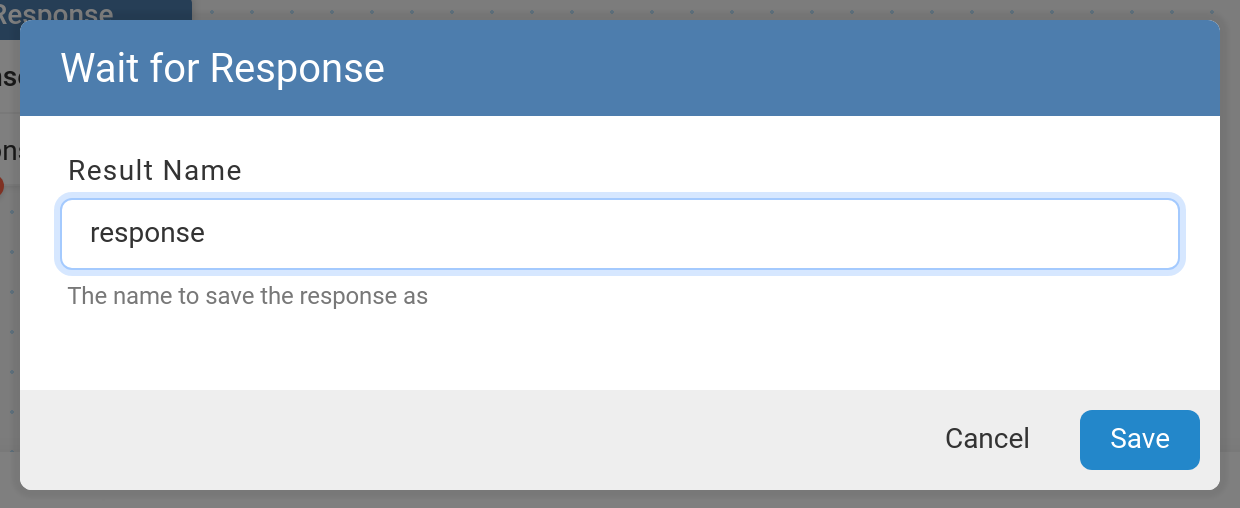 Response
Wait for Response
Result Name
response
The name to save the response as
Cancel
Save